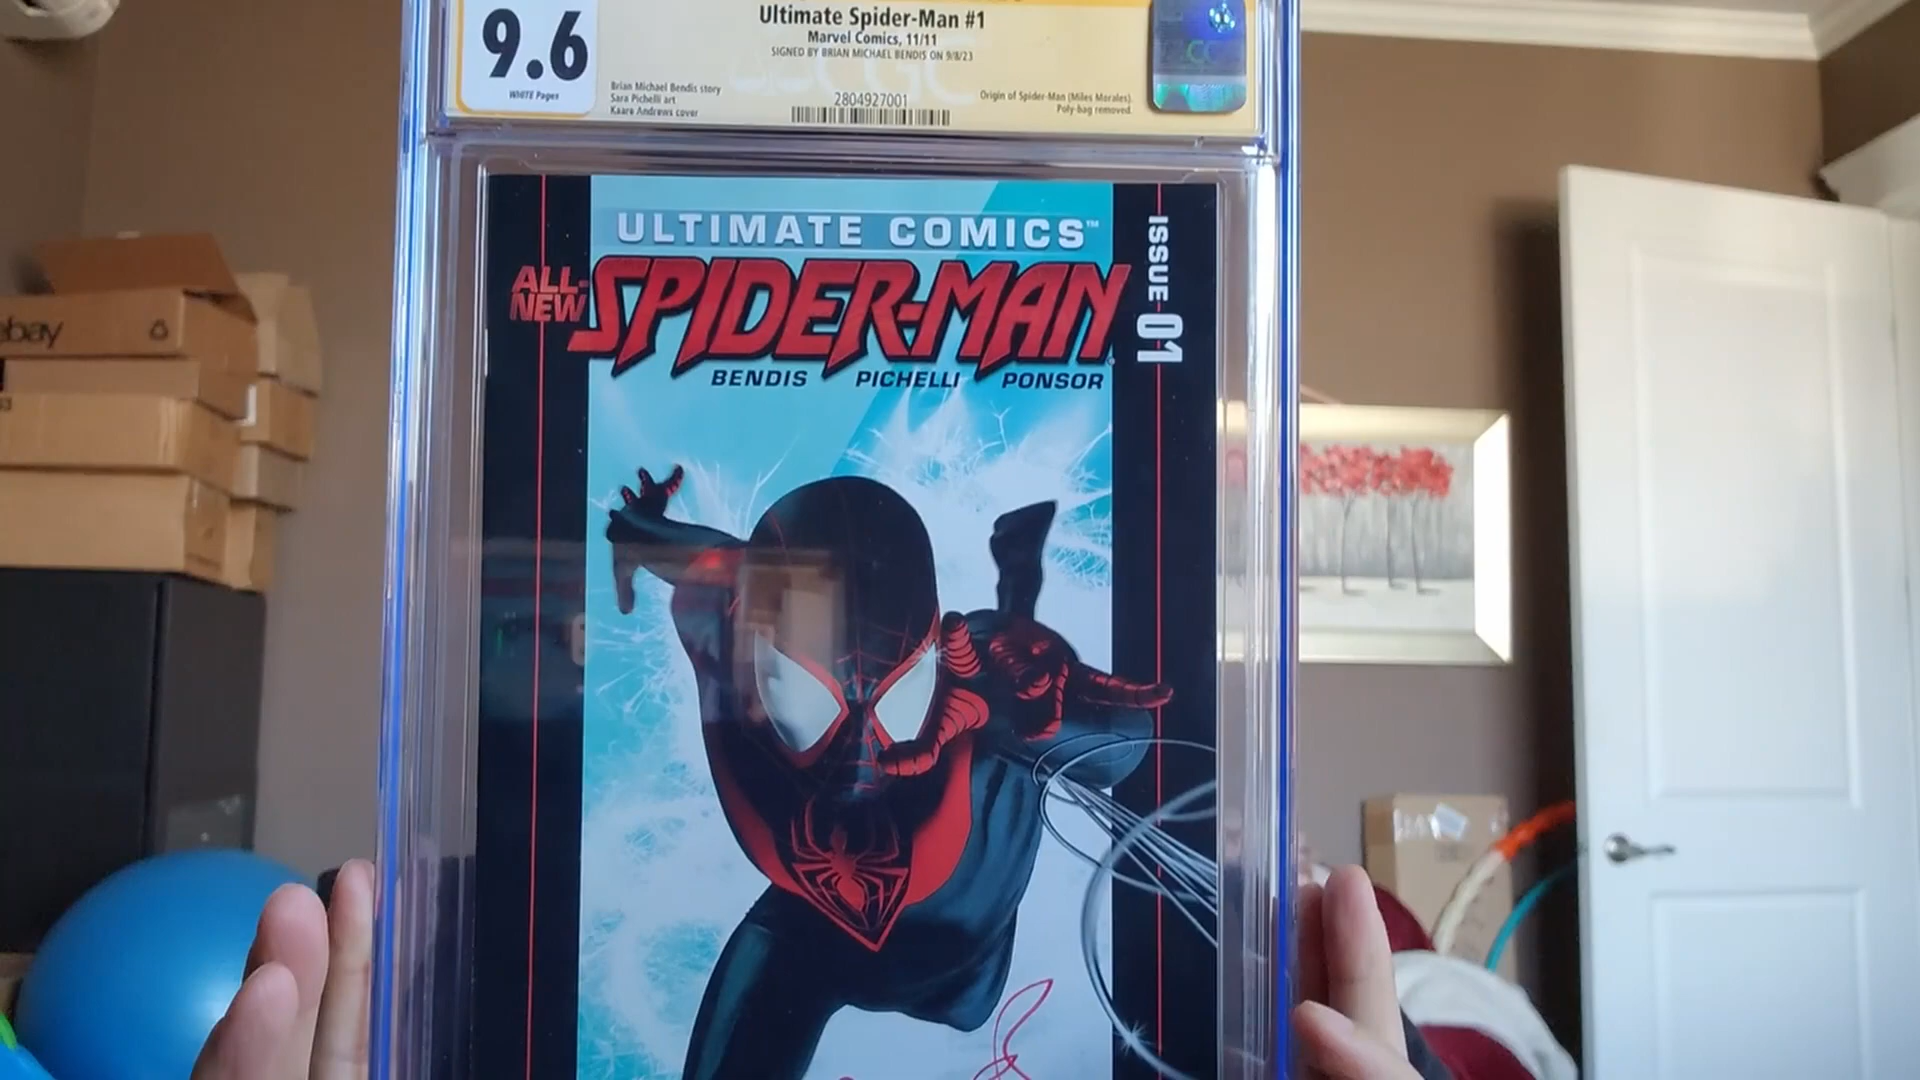 9.6
WHITE Pages
Ultimate Spider-Man #1
Marvel Comics, 11/11
SIGNED BY BRIAN MICHAEL BENDIS ON 9/8/23
Brian Michael Bendis story
Sara Pichelli art
Kaare Andrews cover
2804927001
Origin of Spider-Man (Miles Morales).
Poly-bag removed.
ULTIMATE COMICS™
ALL-
NEW
SPIDER-MAN
BENDIS PICHELLI PONSOR
ISSUE 01
ebay